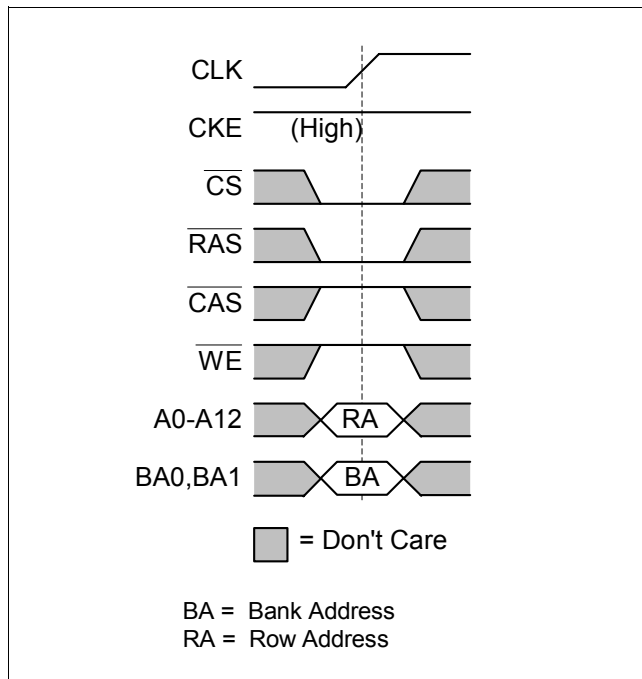 CLK
CKE (High)
CS
RAS
CAS
WE
A0-A12 RA
BA0,BA1 BA
= Don't Care
BA = Bank Address
RA = Row Address